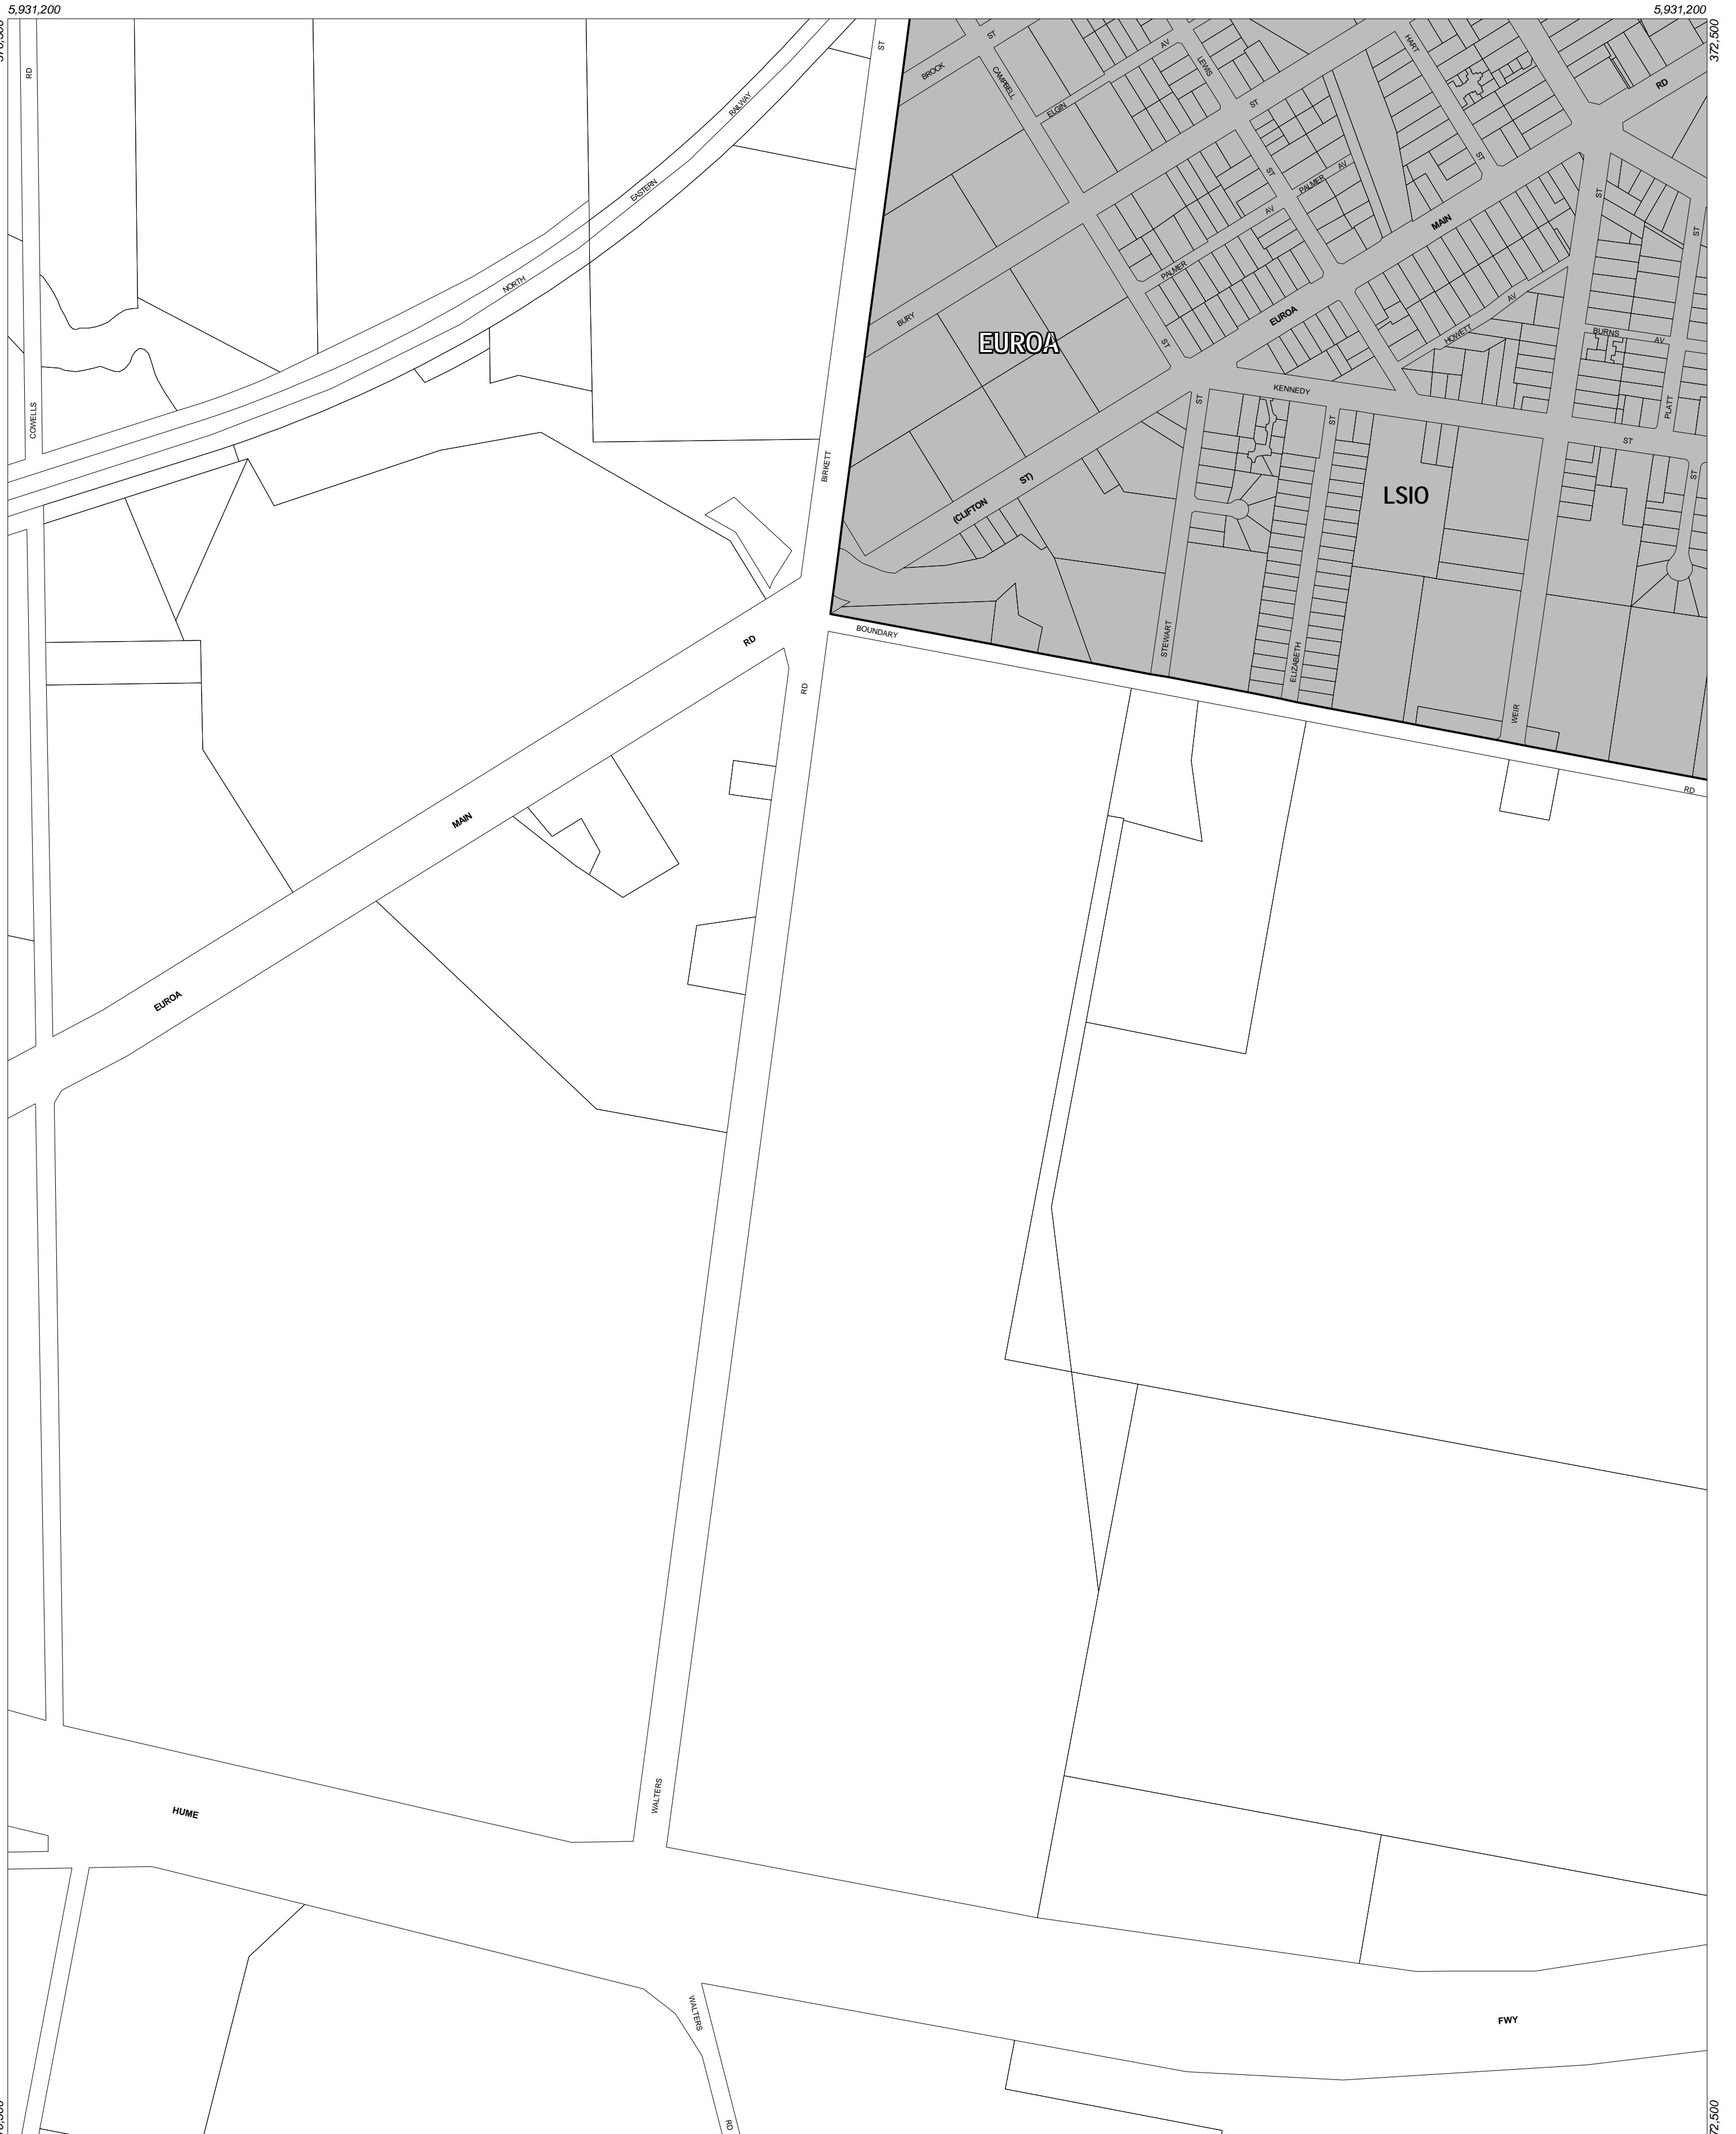 5,931,200
5,931,200
372,500
RD
ST
ST
BROCK
CAMPBELL
AV
ELGIN
LEWIS
ST
HART
RD
RAILWAY
EASTERN
NORTH
ST
PALMER
AV
ST
MAIN
ST
ST
AV
PALMER
BURY
EUROA
ST
EUROA
AV
HOWETT
BURNS
AV
COWELLS
KENNEDY
ST
ST
PLATT
ST
BIRKETT
(CLIFTON
ST)
LSIO
ST
BOUNDARY
STEWART
ELIZABETH
WEIR
RD
RD
RD
MAIN
EUROA
HUME
WALTERS
WALTERS
FWY
RD